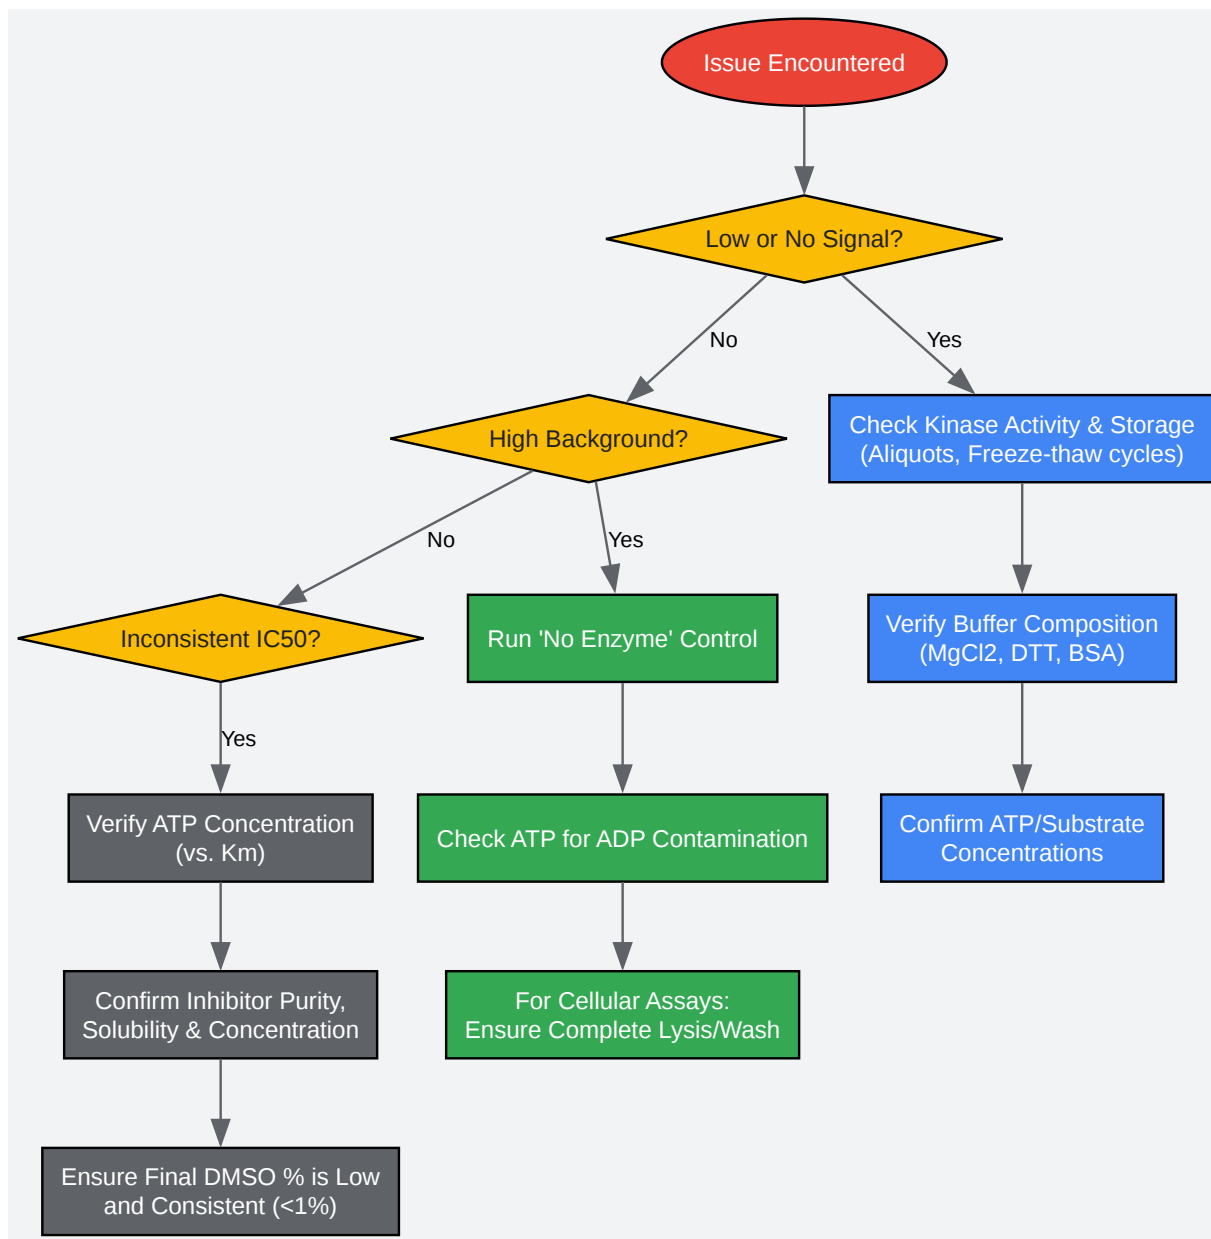 Issue Encountered
Low or No Signal?
No
Yes
High Background?
Check Kinase Activity & Storage
(Aliquots, Freeze-thaw cycles)
No
Yes
Inconsistent IC50?
Run 'No Enzyme' Control
Verify Buffer Composition
(MgCl2, DTT, BSA)
Yes
Verify ATP Concentration
(vs. Km)
Check ATP for ADP Contamination
Confirm ATP/Substrate
Concentrations
Confirm Inhibitor Purity,
Solubility & Concentration
For Cellular Assays:
Ensure Complete Lysis/Wash
Ensure Final DMSO % is Low
and Consistent (<1%)